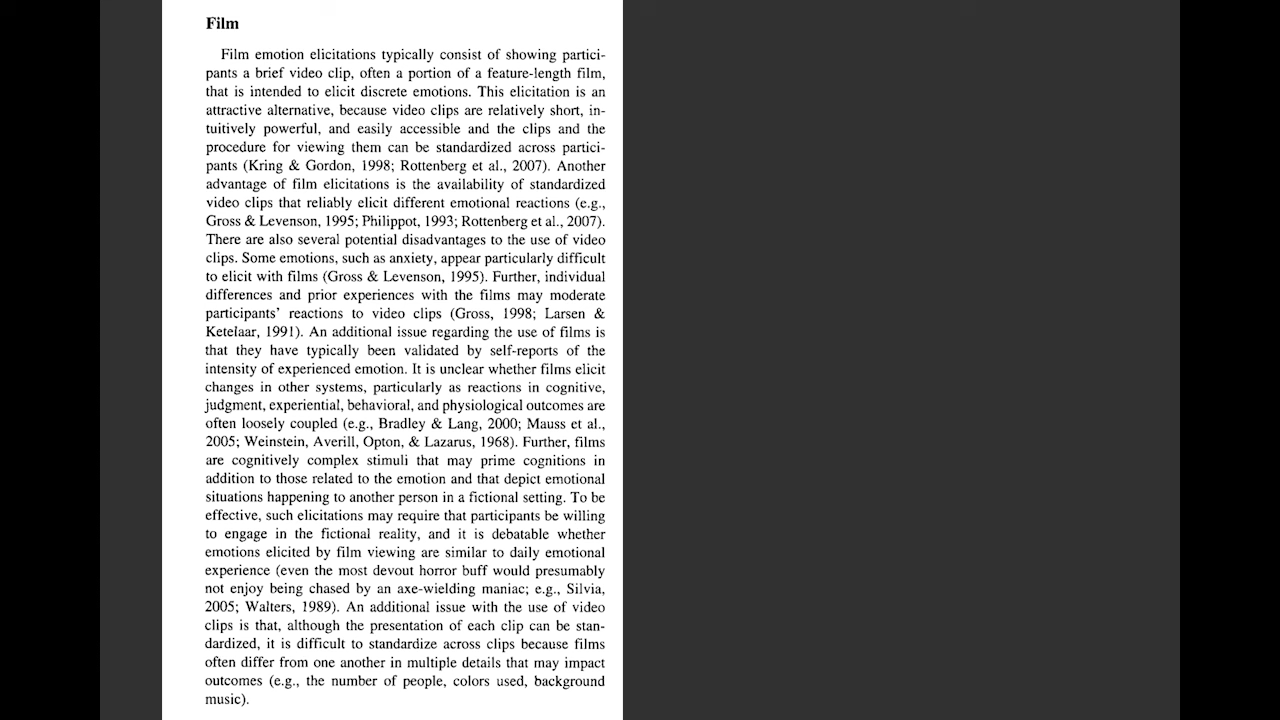 Film
Film emotion elicitations typically consist of showing partici-
pants a brief video clip, often a portion of a feature-length film,
that is intended to elicit discrete emotions. This elicitation is an
attractive alternative, because video clips are relatively short, in-
tuitively powerful, and easily accessible and the clips and the
procedure for viewing them can be standardized across partici-
pants (Kring & Gordon, 1998; Rottenberg et al., 2007). Another
advantage of film elicitations is the availability of standardized
video clips that reliably elicit different emotional reactions (e.g.,
Gross & Levenson, 1995; Philippot, 1993; Rottenberg et al., 2007).
There are also several potential disadvantages to the use of video
clips. Some emotions, such as anxiety, appear particularly difficult
to elicit with films (Gross & Levenson, 1995). Further, individual
differences and prior experiences with the films may moderate
participants' reactions to video clips (Gross, 1998; Larsen &
Ketelaar, 1991). An additional issue regarding the use of films is
that they have typically been validated by self-reports of the
intensity of experienced emotion. It is unclear whether films elicit
changes in other systems, particularly as reactions in cognitive,
judgment, experiential, behavioral, and physiological outcomes are
often loosely coupled (e.g., Bradley & Lang, 2000; Mauss et al.,
2005; Weinstein, Averill, Opton, & Lazarus, 1968). Further, films
are cognitively complex stimuli that may prime cognitions in
addition to those related to the emotion and that depict emotional
situations happening to another person in a fictional setting. To be
effective, such elicitations may require that participants be willing
to engage in the fictional reality, and it is debatable whether
emotions elicited by film viewing are similar to daily emotional
experience (even the most devout horror buff would presumably
not enjoy being chased by an axe-wielding maniac; e.g., Silvia,
2005; Walters, 1989). An additional issue with the use of video
clips is that, although the presentation of each clip can be stan-
dardized, it is difficult to standardize across clips because films
often differ from one another in multiple details that may impact
outcomes (e.g., the number of people, colors used, background
music).